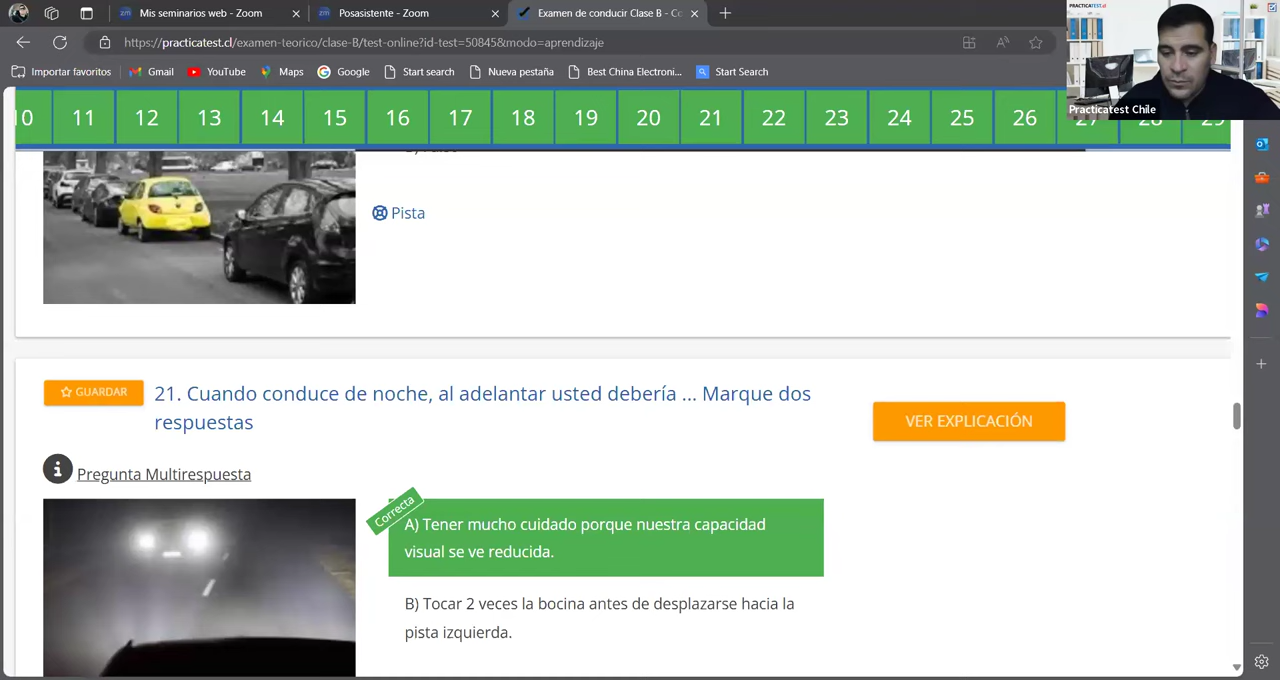 Mis seminarios web - Zoom
Posasistente - Zoom
Examen de conducir Clase B - Co
https://practicatest.cl/examen-teorico/clase-B/test-online?id-test=50845&modo=aprendizaje
Importar favoritos
Gmail
YouTube
Maps
Google
Start search
Nueva pestaña
Best China Electroni...
Start Search
PRACTICATEST.cl
Practicatest Chile
11 12 13 14 15 16 17 18 19 20 21 22 23 24 25 26 27 28 29
Pista
GUARDAR
21. Cuando conduce de noche, al adelantar usted debería ... Marque dos
respuestas
VER EXPLICACIÓN
Pregunta Multirespuesta
Correcta
A) Tener mucho cuidado porque nuestra capacidad
visual se ve reducida.
B) Tocar 2 veces la bocina antes de desplazarse hacia la
pista izquierda.